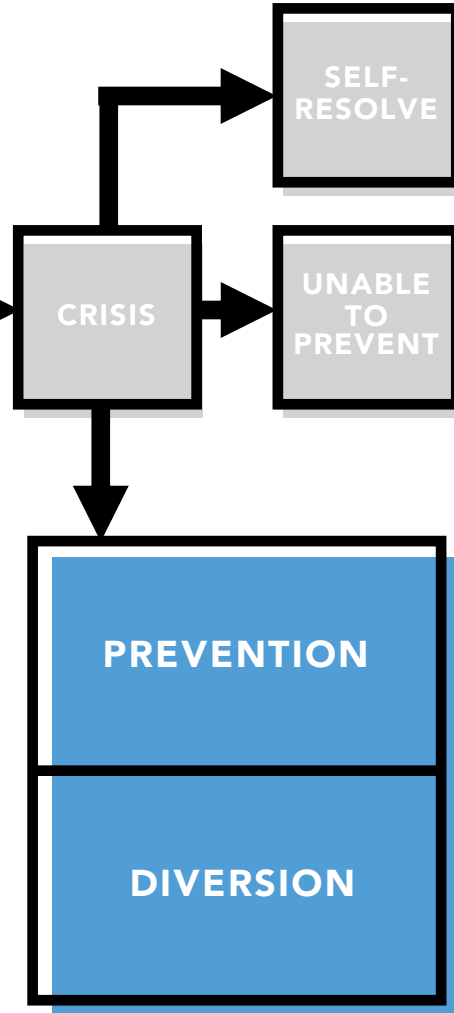 SELF-
RESOLVE
CRISIS
UNABLE
TO
PREVENT
PREVENTION
DIVERSION